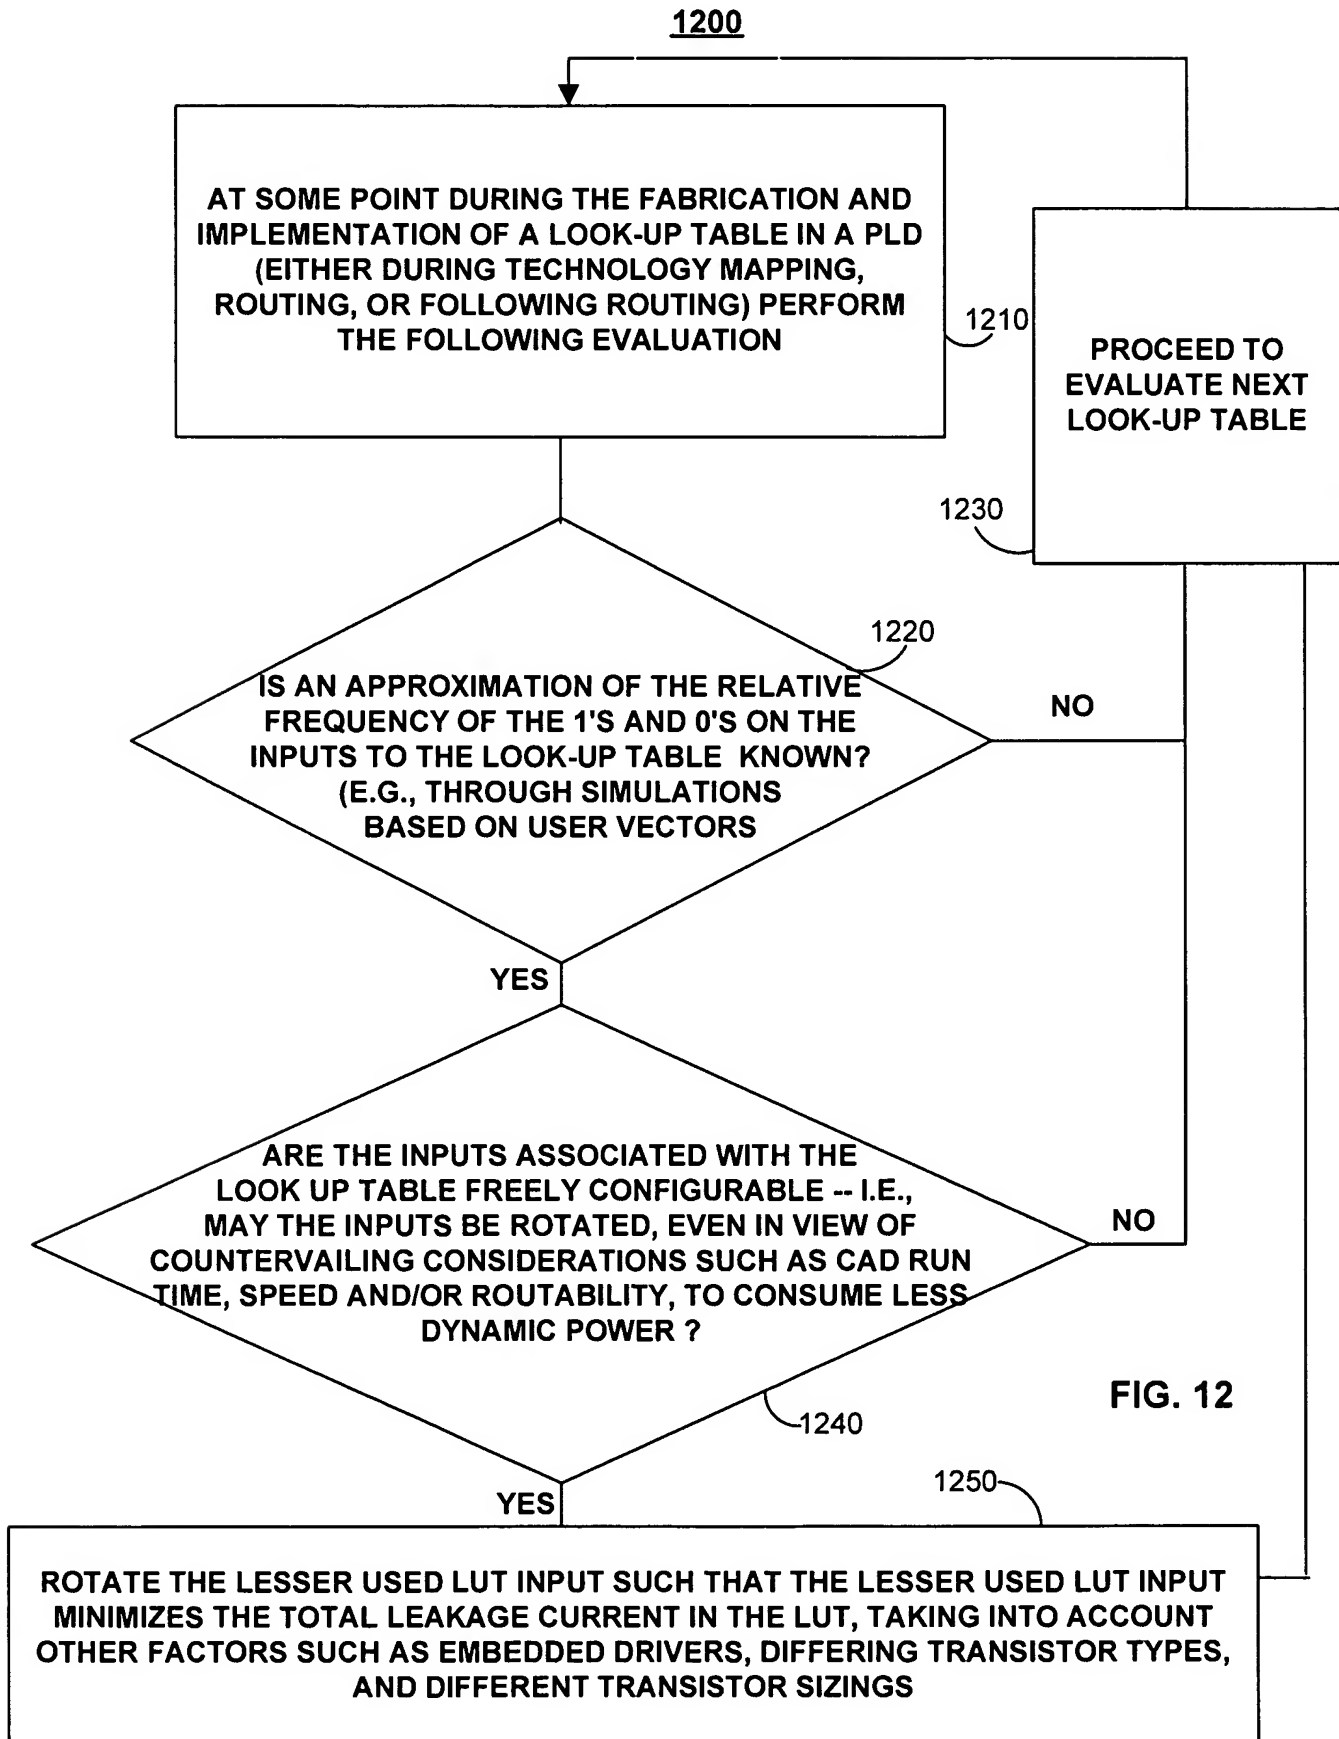 1200
AT SOME POINT DURING THE FABRICATION AND
IMPLEMENTATION OF A LOOK-UP TABLE IN A PLD
(EITHER DURING TECHNOLOGY MAPPING,
ROUTING, OR FOLLOWING ROUTING) PERFORM
THE FOLLOWING EVALUATION
1210
PROCEED TO
EVALUATE NEXT
LOOK-UP TABLE
1230
1220
IS AN APPROXIMATION OF THE RELATIVE
FREQUENCY OF THE 1'S AND 0'S ON THE
INPUTS TO THE LOOK-UP TABLE KNOWN?
(E.G., THROUGH SIMULATIONS
BASED ON USER VECTORS
NO
YES
ARE THE INPUTS ASSOCIATED WITH THE
LOOK UP TABLE FREELY CONFIGURABLE -- I.E.,
MAY THE INPUTS BE ROTATED, EVEN IN VIEW OF
COUNTERVAILING CONSIDERATIONS SUCH AS CAD RUN
TIME, SPEED AND/OR ROUTABILITY, TO CONSUME LESS
DYNAMIC POWER ?
NO
FIG. 12
1240
YES
1250
ROTATE THE LESSER USED LUT INPUT SUCH THAT THE LESSER USED LUT INPUT
MINIMIZES THE TOTAL LEAKAGE CURRENT IN THE LUT, TAKING INTO ACCOUNT
OTHER FACTORS SUCH AS EMBEDDED DRIVERS, DIFFERING TRANSISTOR TYPES,
AND DIFFERENT TRANSISTOR SIZINGS